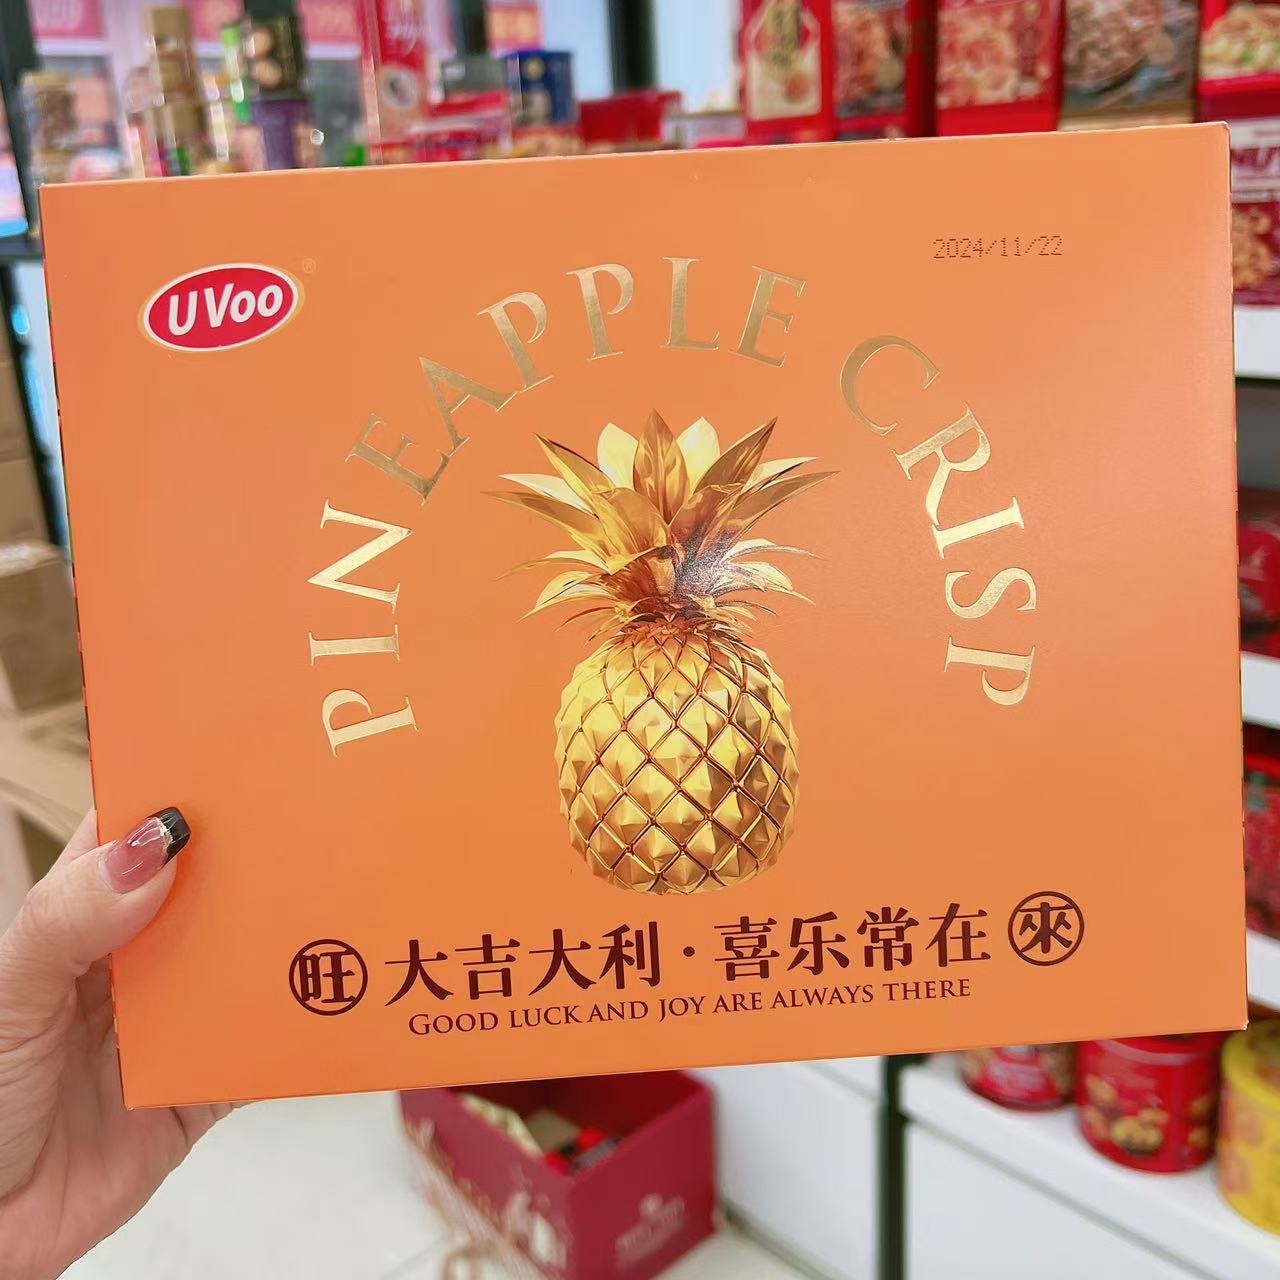 UVoo
®
2024/11/22
PINEAPPLE CRISP
旺 大吉大利·喜乐常在 來
GOOD LUCK AND JOY ARE ALWAYS THERE